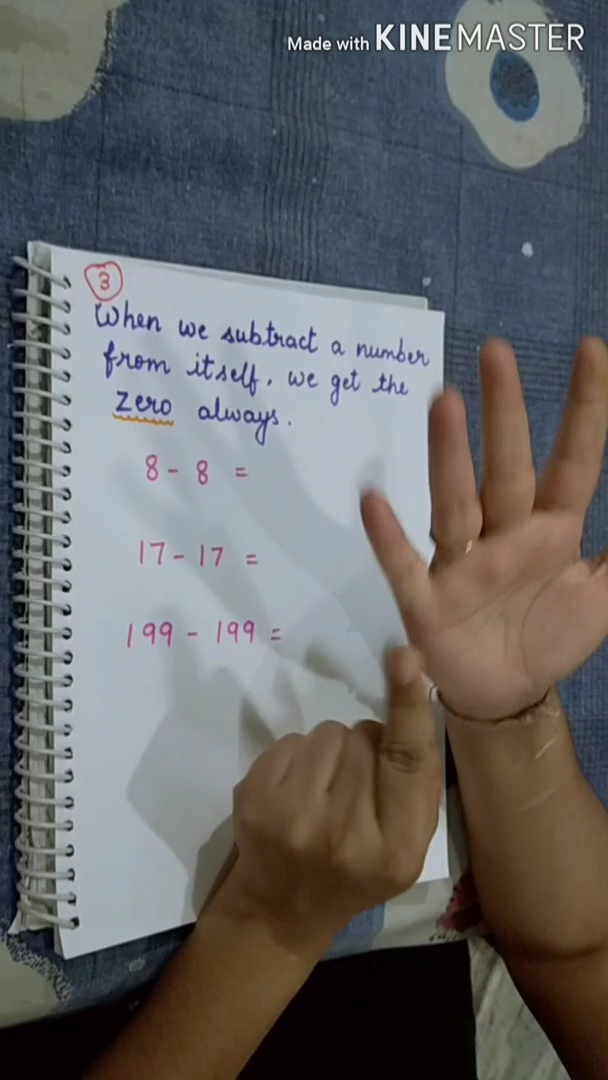 Made with KINEMASTER
3
When we subtract a number
from itself, we get the
zero always.
8 - 8 =
17 - 17 =
199 - 199 =